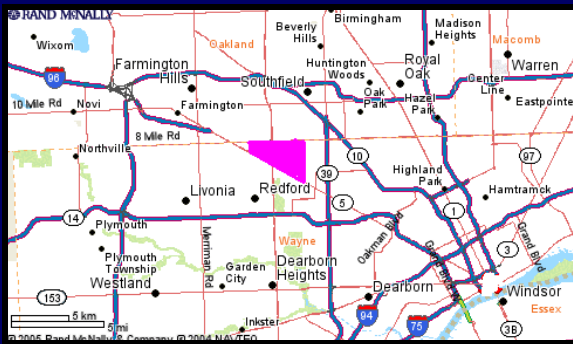 RAND MCNALLY
Birmingham
Wixom
Oakland
Beverly
Hills
Madison
Heights
Macomb
Farmington
Hills
Huntington
Woods
Royal
Oak
Warren
96
Southfield
Center
Line
10 Mile Rd
Novi
Farmington
Oak
Park
Hazel
Park
Eastpointe
8 Mile Rd
Northville
10
97
39
Highland
Park
Hamtramck
Livonia
Redford
5
1
14
Plymouth
Merriman Rd
Wayne
Oakman Blvd
Grand Blvd W
Grand Blvd
3
Plymouth
Township
Garden
City
Dearborn
Heights
153
Westland
Dearborn
Windsor
Essex
5 km
5 mi
Inkster
94
75
3B
© 2005 Rand McNally & Company © 2004 NAVTEQ